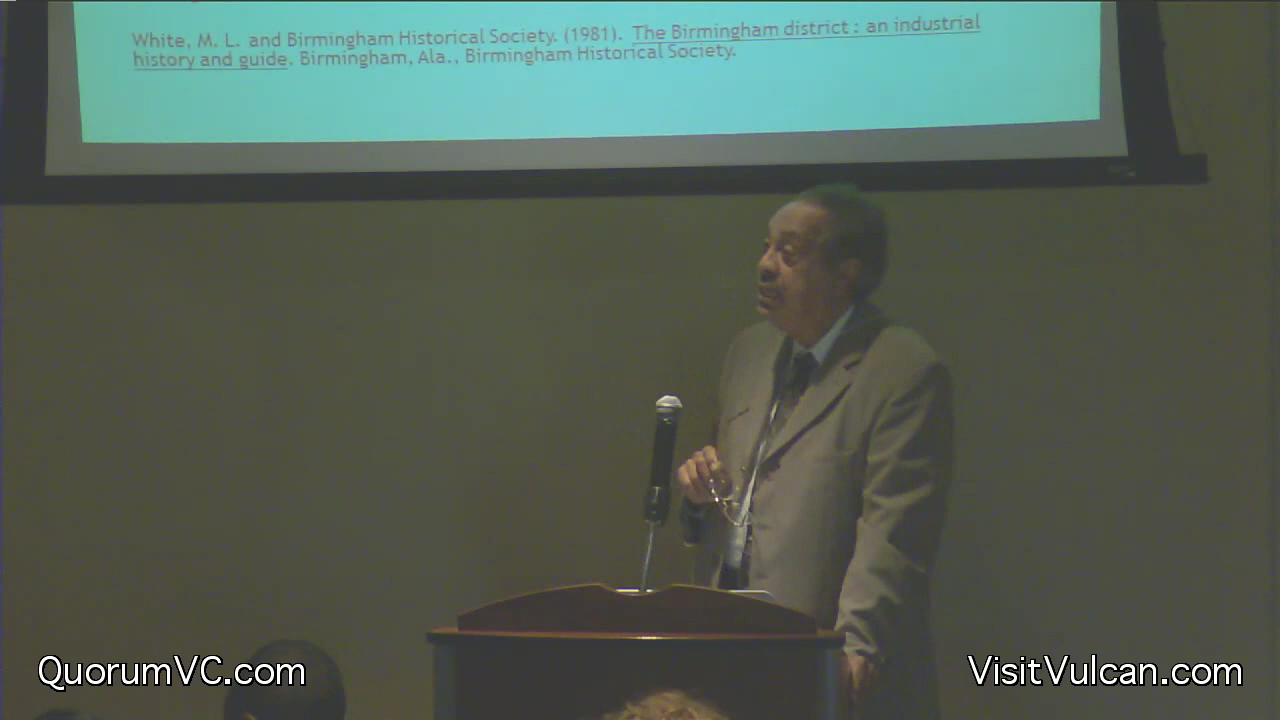 White, M. L. and Birmingham Historical Society. (1981). The Birmingham district : an industrial
history and guide. Birmingham, Ala., Birmingham Historical Society.
QuorumVC.com
VisitVulcan.com